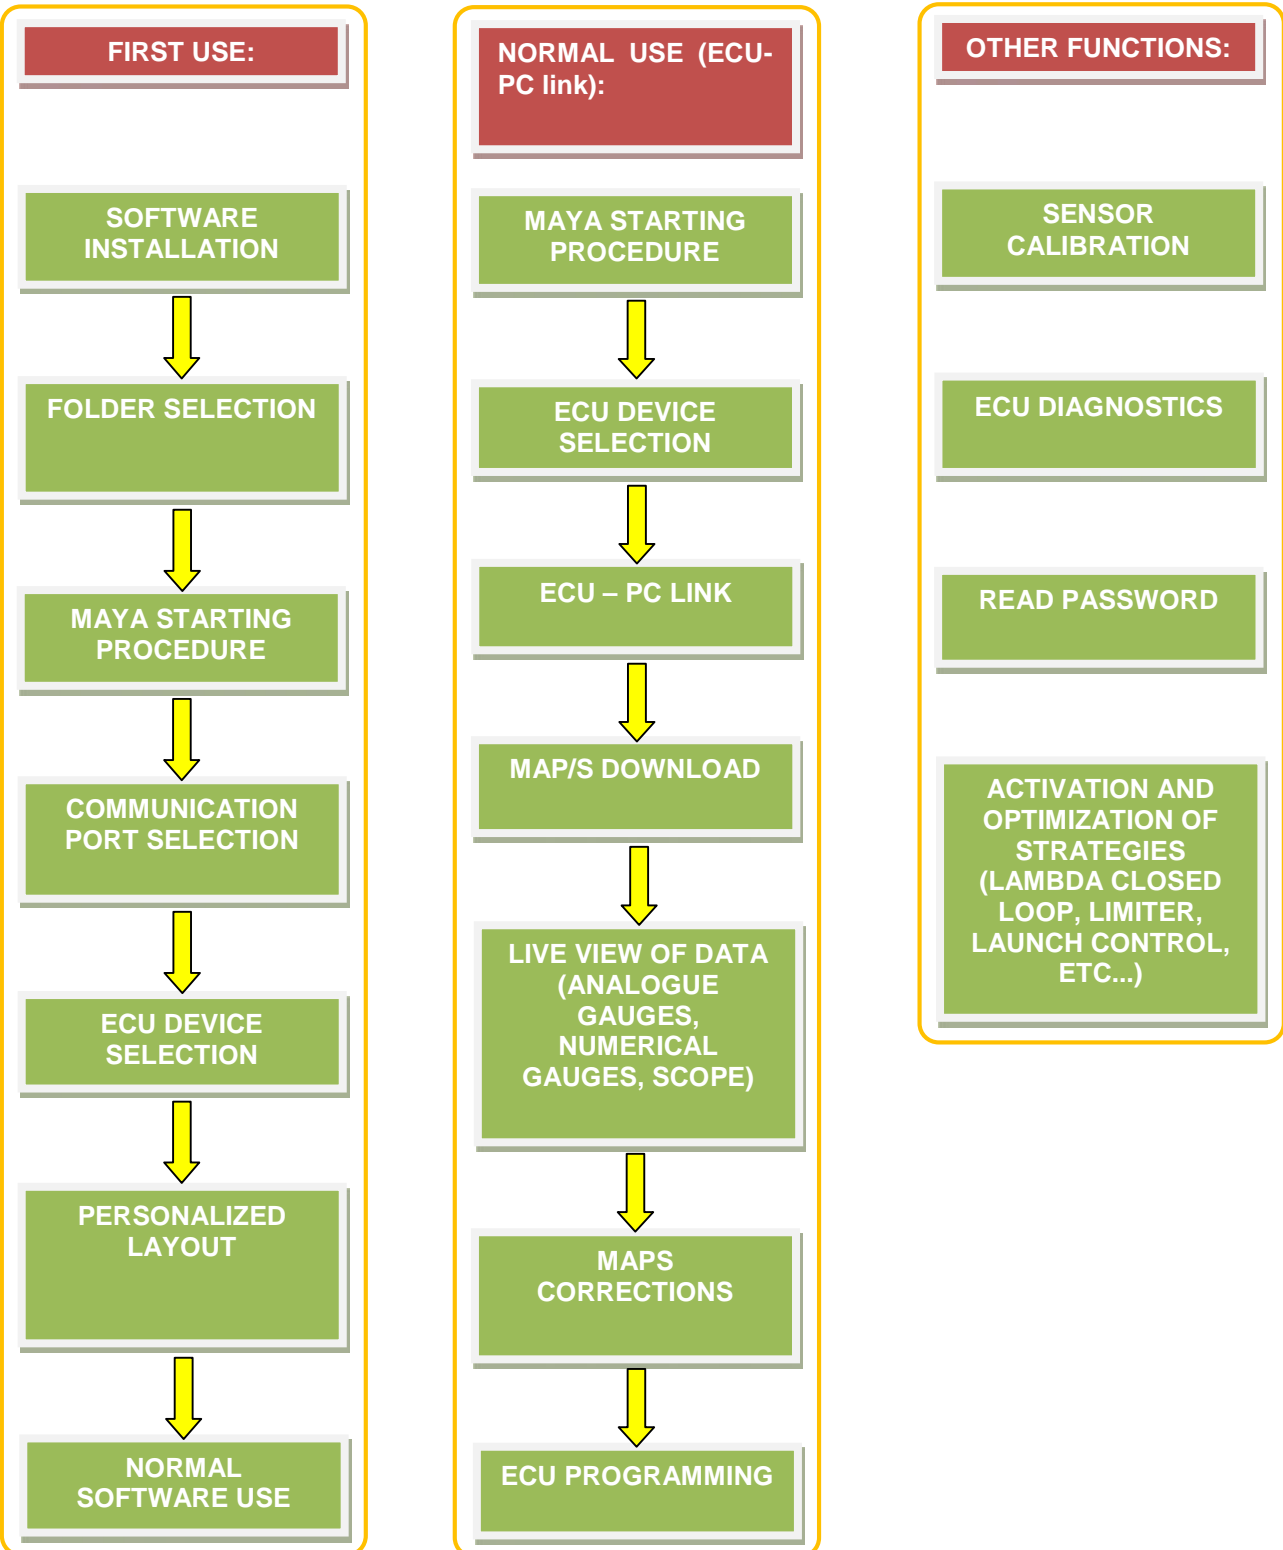 FIRST USE:
SOFTWARE
INSTALLATION
FOLDER SELECTION
MAYA STARTING
PROCEDURE
COMMUNICATION
PORT SELECTION
ECU DEVICE
SELECTION
PERSONALIZED
LAYOUT
NORMAL
SOFTWARE USE
NORMAL USE (ECU-
PC link):
MAYA STARTING
PROCEDURE
ECU DEVICE
SELECTION
ECU – PC LINK
MAP/S DOWNLOAD
LIVE VIEW OF DATA
(ANALOGUE
GAUGES,
NUMERICAL
GAUGES, SCOPE)
MAPS
CORRECTIONS
ECU PROGRAMMING
OTHER FUNCTIONS:
SENSOR
CALIBRATION
ECU DIAGNOSTICS
READ PASSWORD
ACTIVATION AND
OPTIMIZATION OF
STRATEGIES
(LAMBDA CLOSED
LOOP, LIMITER,
LAUNCH CONTROL,
ETC...)